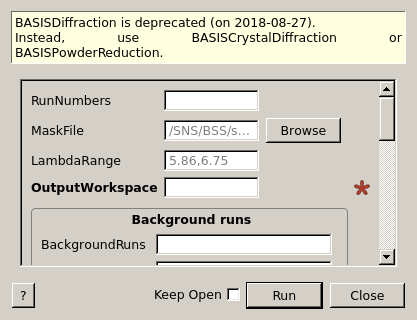 BASISDiffraction is deprecated (on 2018-08-27).
Instead, use BASISCrystalDiffraction or
BASISPowderReduction.
RunNumbers
MaskFile /SNS/BSS/s... Browse
LambdaRange 5.86,6.75
OutputWorkspace *
Background runs
BackgroundRuns
? Keep Open Run Close